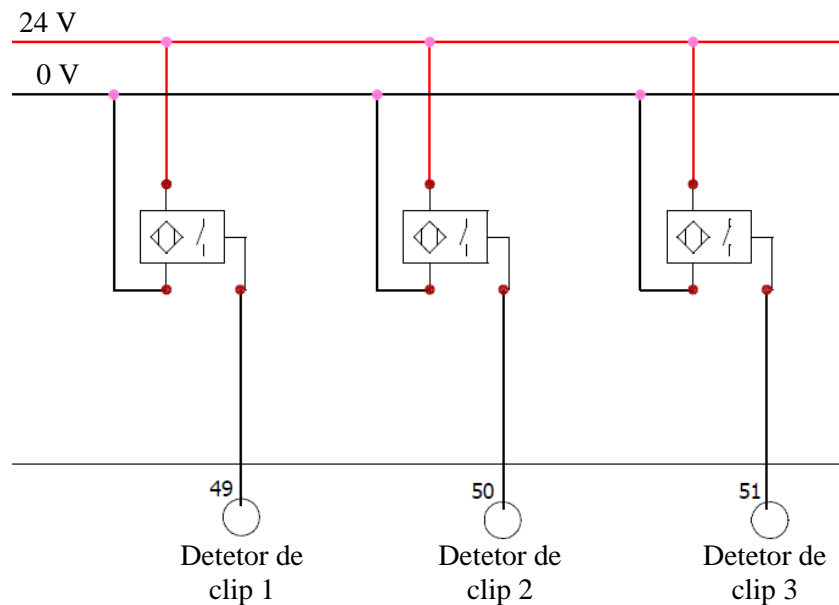 24 V
0 V
49
50
51
Detetor de
clip 1
Detetor de
clip 2
Detetor de
clip 3